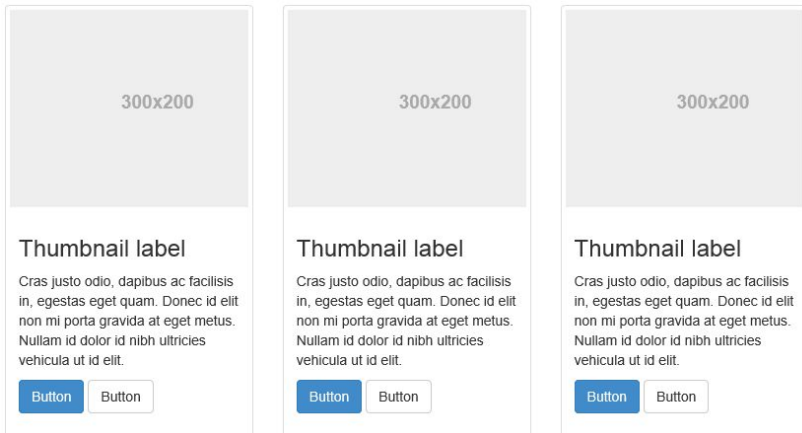 300x200
Thumbnail label
Cras justo odio, dapibus ac facilisis
in, egestas eget quam. Donec id elit
non mi porta gravida at eget metus.
Nullam id dolor id nibh ultricies
vehicula ut id elit.
Button Button
300x200
Thumbnail label
Cras justo odio, dapibus ac facilisis
in, egestas eget quam. Donec id elit
non mi porta gravida at eget metus.
Nullam id dolor id nibh ultricies
vehicula ut id elit.
Button Button
300x200
Thumbnail label
Cras justo odio, dapibus ac facilisis
in, egestas eget quam. Donec id elit
non mi porta gravida at eget metus.
Nullam id dolor id nibh ultricies
vehicula ut id elit.
Button Button